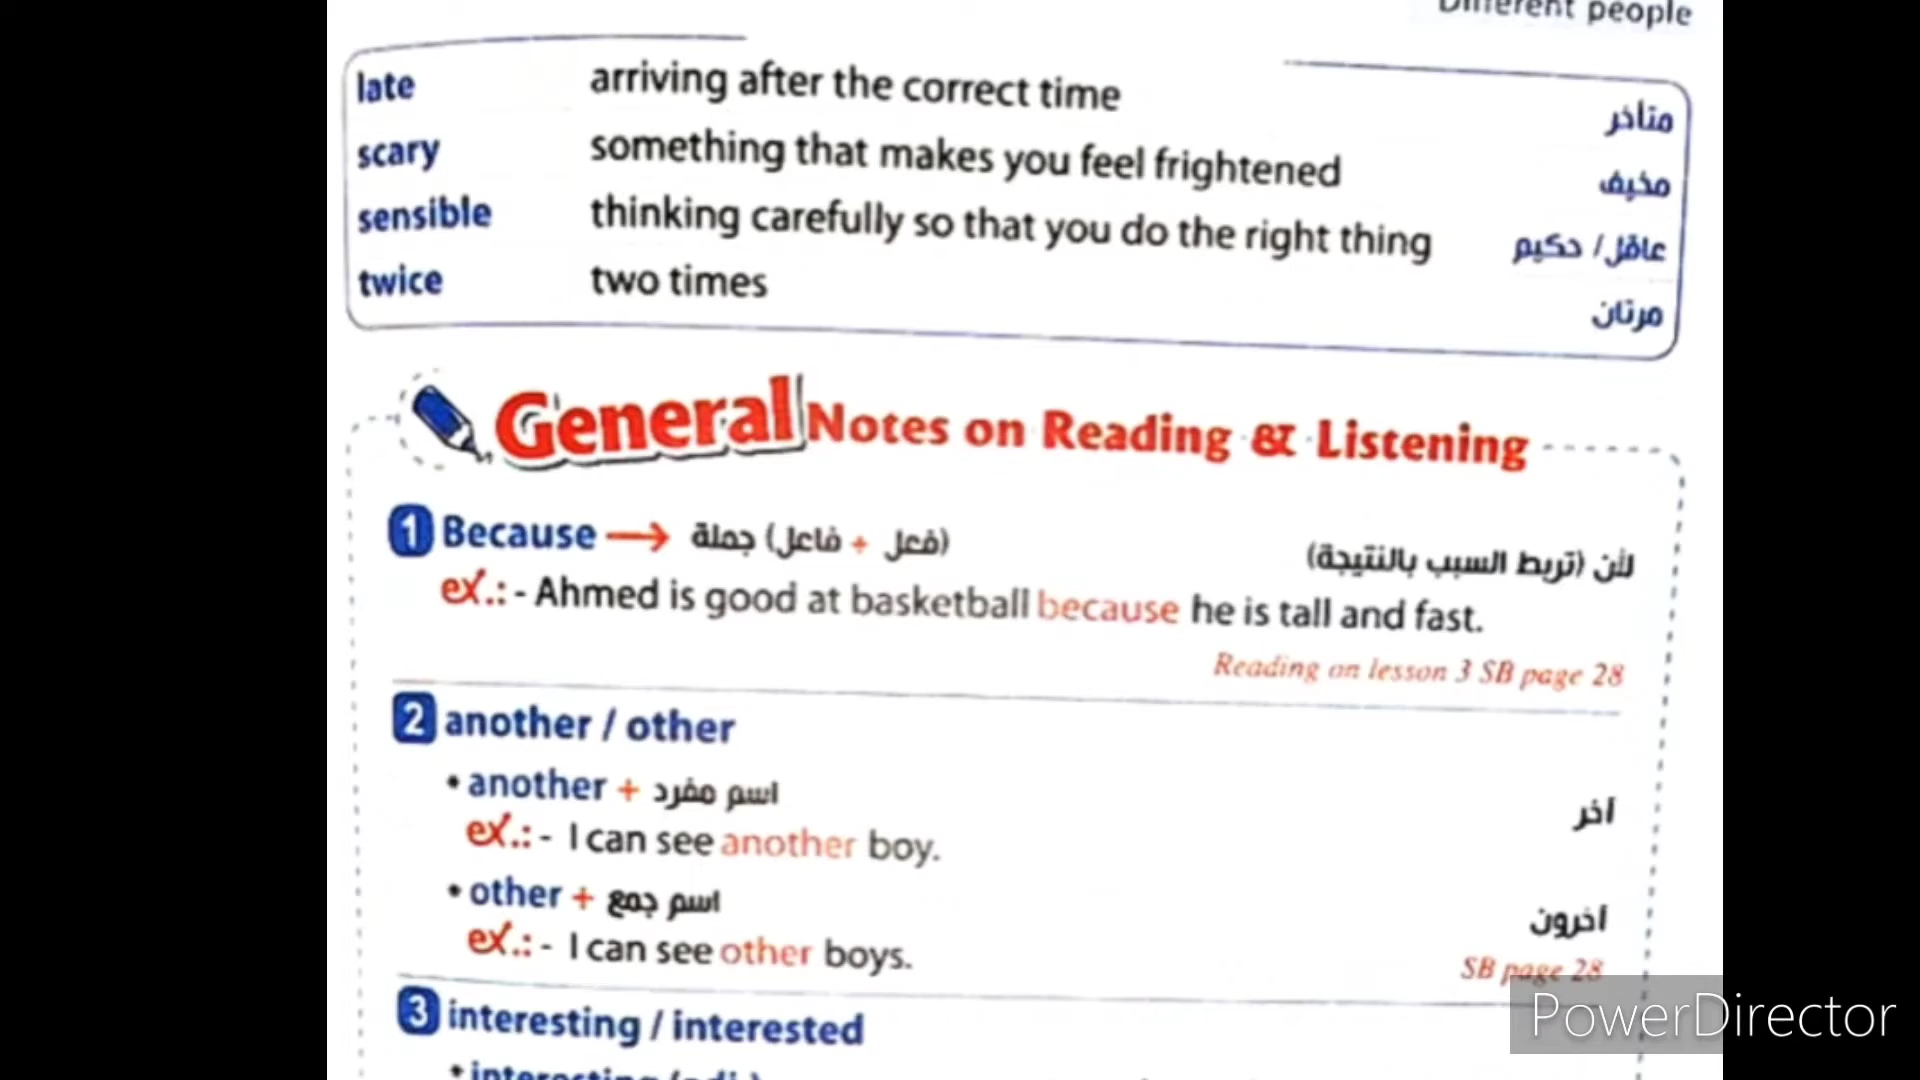 Different people
late arriving after the correct time متأخر
scary something that makes you feel frightened مخيف
sensible thinking carefully so that you do the right thing عاقل / حكيم
twice two times مرتان
General Notes on Reading & Listening
1 Because → جملة (فاعل + فعل) لأن (تربط السبب بالنتيجة)
ex.: - Ahmed is good at basketball because he is tall and fast.
Reading on lesson 3 SB page 28
2 another / other
• another + اسم مفرد آخر
ex.: - I can see another boy.
• other + اسم جمع آخرون
ex.: - I can see other boys.
SB page 28
3 interesting / interested
• interesting (adj.)
PowerDirector